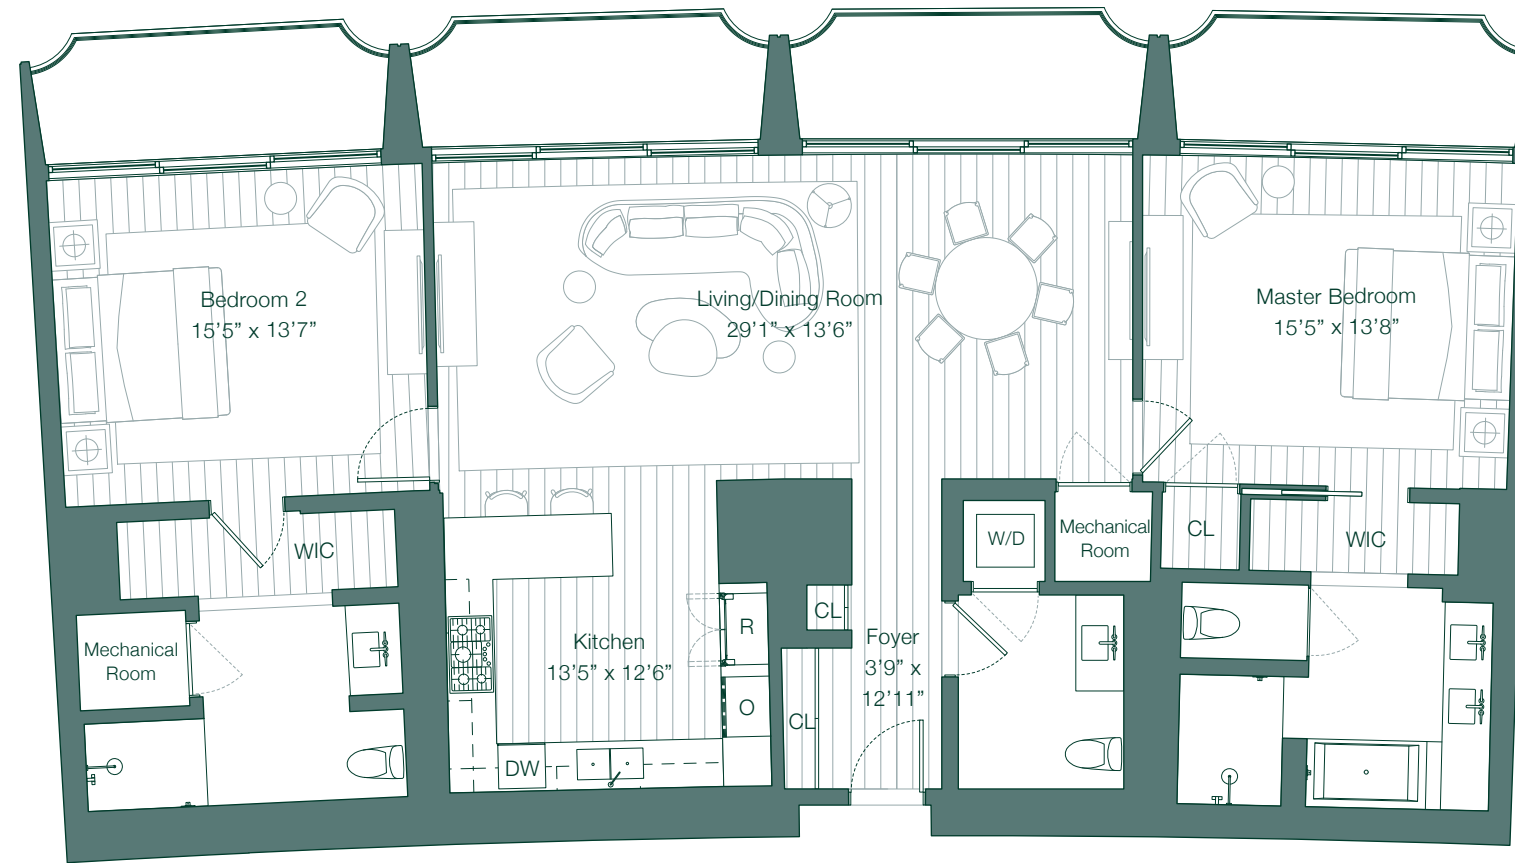 Bedroom 2
15’5” x 13’7”
Living/Dining Room
29’1” x 13’6”
Master Bedroom
15’5” x 13’8”
WIC
W/D
Mechanical
Room
CL
WIC
Mechanical
Room
Kitchen
13’5” x 12’6”
R
O
DW
CL
CL
Foyer
3’9” x
12’11”